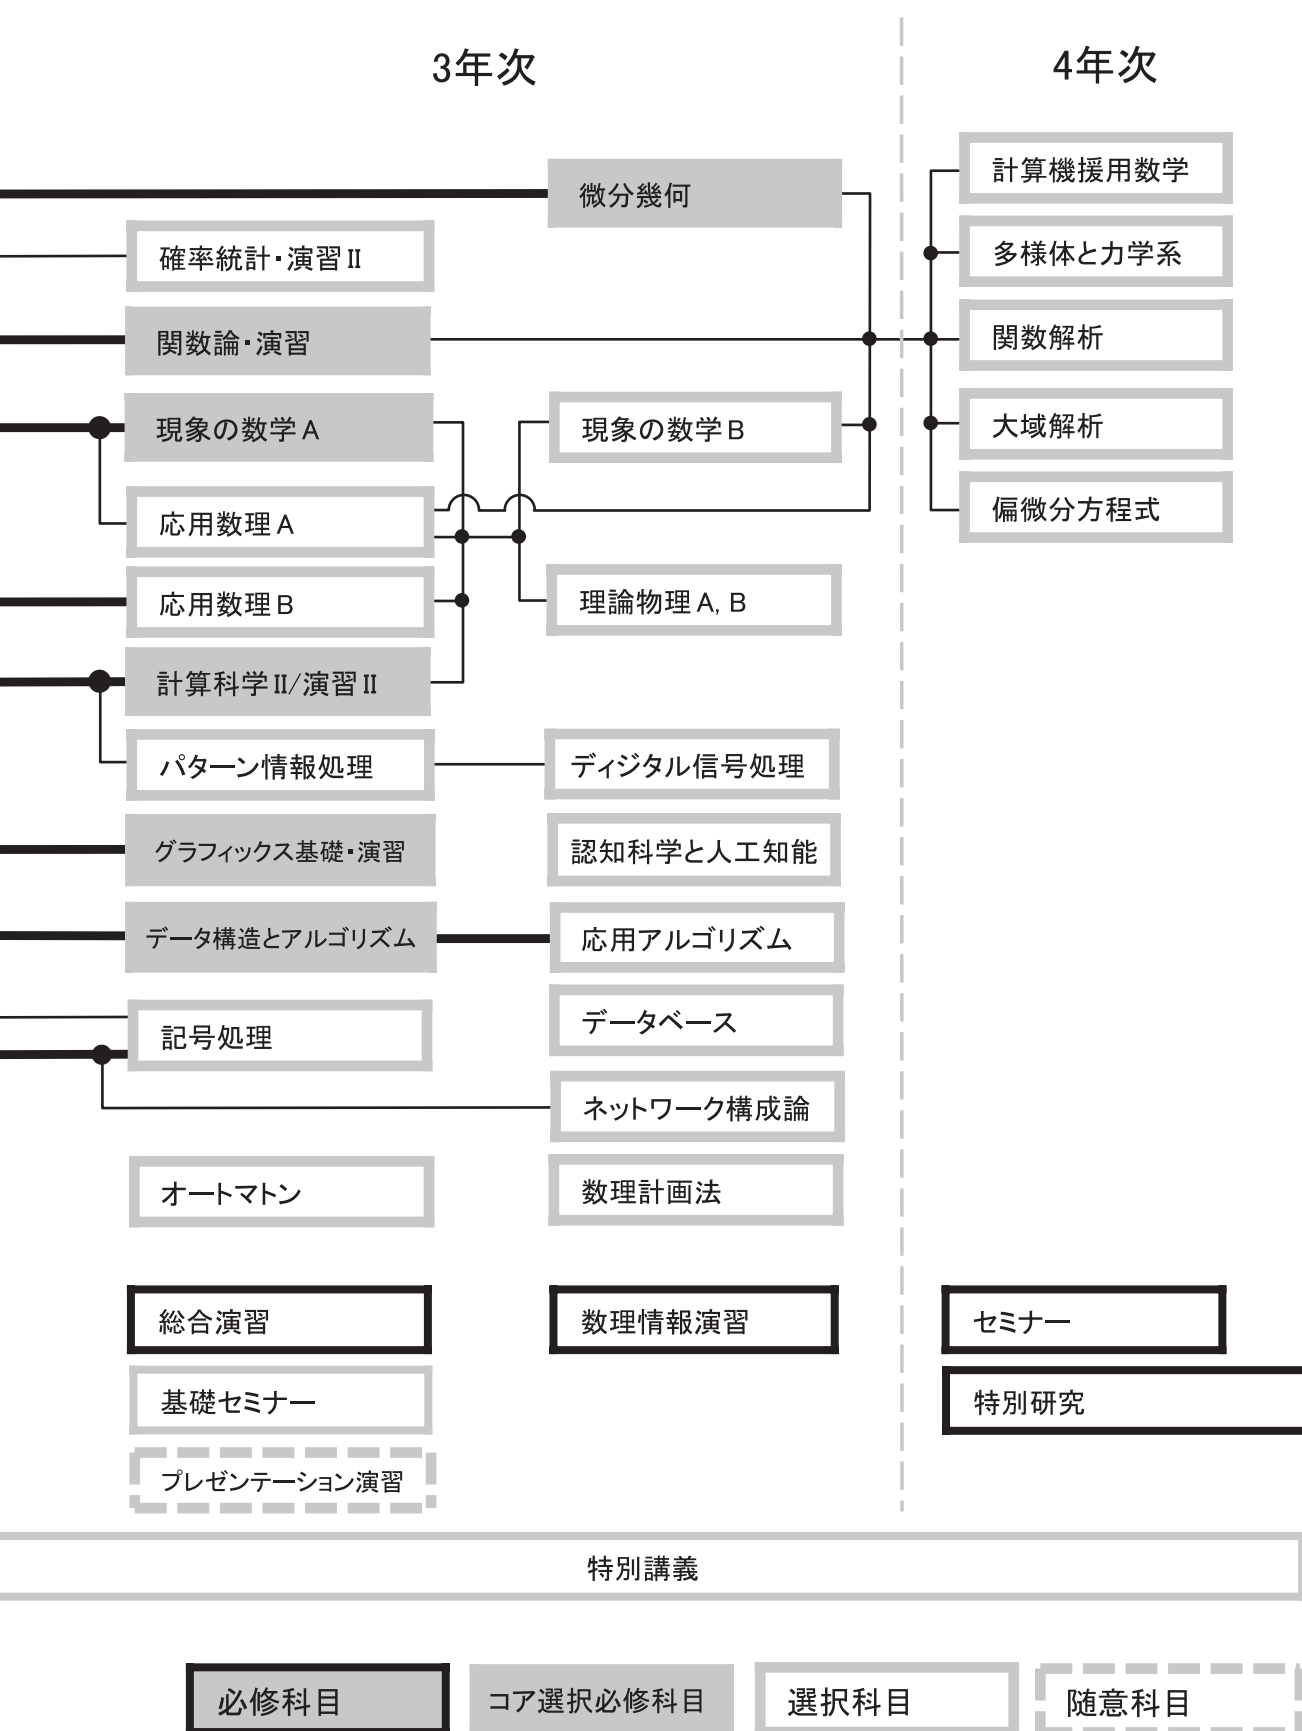 3年次
4年次
微分幾何
確率統計・演習Ⅱ
関数論・演習
現象の数学A
現象の数学B
応用数理A
応用数理B
理論物理A, B
計算科学Ⅱ/演習Ⅱ
パターン情報処理
ディジタル信号処理
グラフィックス基礎・演習
認知科学と人工知能
データ構造とアルゴリズム
応用アルゴリズム
記号処理
データベース
ネットワーク構成論
オートマトン
数理計画法
総合演習
数理情報演習
基礎セミナー
プレゼンテーション演習
計算機援用数学
多様体と力学系
関数解析
大域解析
偏微分方程式
セミナー
特別研究
特別講義
必修科目
コア選択必修科目
選択科目
随意科目